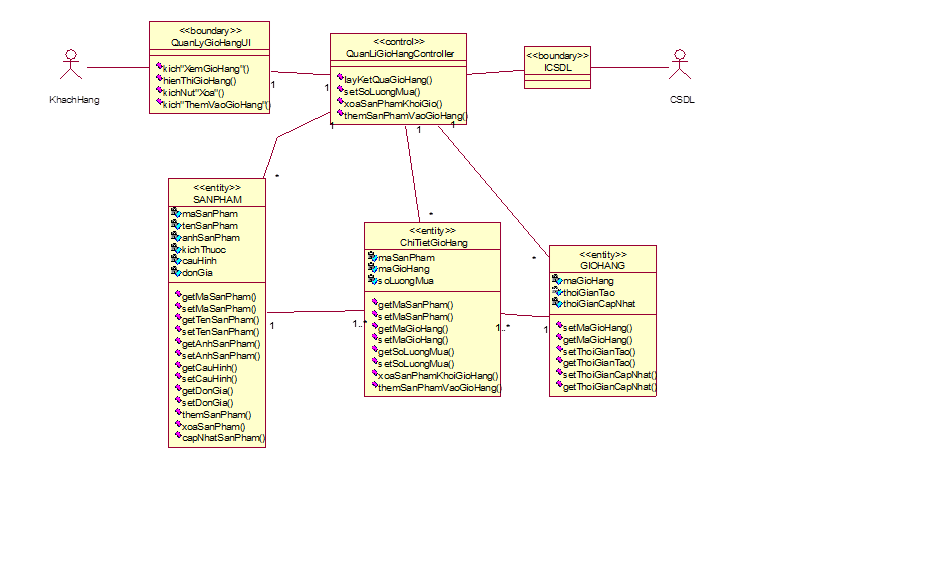 <<boundary>>
QuanLyGioHangUI
kich"XemGioHang"()
hienThiGioHang()
kichNut"Xoa"()
kich"ThemVaoGioHang"()
<<control>>
QuanLiGioHangController
layKetQuaGioHang()
setSoLuongMua()
xoaSanPhamKhoiGio()
themSanPhamVaoGioHang()
<<boundary>>
ICSDL
KhachHang
CSDL
1
1
1
1
1
*
*
*
<<entity>>
SANPHAM
maSanPham
tenSanPham
anhSanPham
kichThuoc
cauHinh
donGia
getMaSanPham()
setMaSanPham()
getTenSanPham()
setTenSanPham()
getAnhSanPham()
setAnhSanPham()
getCauHinh()
setCauHinh()
getDonGia()
setDonGia()
themSanPham()
xoaSanPham()
capNhatSanPham()
1
1..*
<<entity>>
ChiTietGioHang
maSanPham
maGioHang
soLuongMua
getMaSanPham()
setMaSanPham()
getMaGioHang()
setMaGioHang()
getSoLuongMua()
setSoLuongMua()
xoaSanPhamKhoiGioHang()
themSanPhamVaoGioHang()
1..*
1
<<entity>>
GIOHANG
maGioHang
thoiGianTao
thoiGianCapNhat
setMaGioHang()
getMaGioHang()
setThoiGianTao()
getThoiGianTao()
setThoiGianCapNhat()
getThoiGianCapNhat()